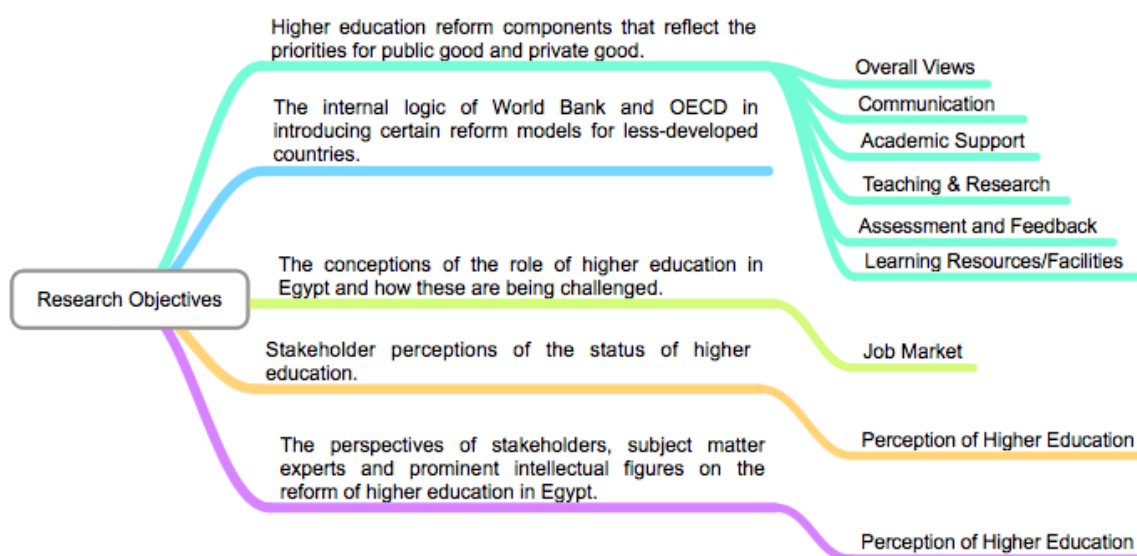 Higher education reform components that reflect the
priorities for public good and private good.
Overall Views
Communication
Academic Support
Teaching & Research
Assessment and Feedback
Learning Resources/Facilities
The internal logic of World Bank and OECD in
introducing certain reform models for less-developed
countries.
Research Objectives
The conceptions of the role of higher education in
Egypt and how these are being challenged.
Job Market
Stakeholder perceptions of the status of higher
education.
Perception of Higher Education
The perspectives of stakeholders, subject matter
experts and prominent intellectual figures on the
reform of higher education in Egypt.
Perception of Higher Education